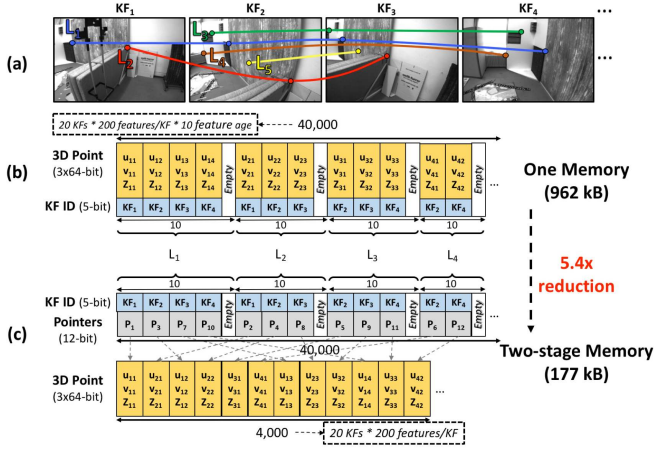 KF₁ KF₂ KF₃ KF₄ ...
(a) L₁ L₂ L₃ L₄ L₅ ...
20 KFs * 200 features/KF * 10 feature age 40,000
(b)
3D Point (3x64-bit)
u₁₁ u₁₂ u₁₃ u₁₄ Empty u₂₁ u₂₂ u₂₃ Empty u₃₁ u₃₂ u₃₃ Empty u₄₁ u₄₂ Empty
v₁₁ v₁₂ v₁₃ v₁₄ v₂₁ v₂₂ v₂₃ v₃₁ v₃₂ v₃₃ v₄₁ v₄₂ ...
Z₁₁ Z₁₂ Z₁₃ Z₁₄ Z₂₁ Z₂₂ Z₂₃ Z₃₁ Z₃₂ Z₃₃ Z₄₁ Z₄₂
KF ID (5-bit) KF₁ KF₂ KF₃ KF₄ KF₁ KF₂ KF₃ KF₂ KF₃ KF₄ KF₂ KF₄
10 10 10 10
One Memory
(962 kB)
L₁ L₂ L₃ L₄
5.4x
reduction
10 10 10 10
(c)
KF ID (5-bit) KF₁ KF₂ KF₃ KF₄ Empty KF₁ KF₂ KF₃ Empty KF₂ KF₃ KF₄ Empty KF₂ KF₄ Empty
Pointers (12-bit) P₁ P₃ P₇ P₁₀ P₂ P₄ P₈ P₅ P₉ P₁₁ P₆ P₁₂ ...
40,000
Two-stage Memory
(177 kB)
3D Point (3x64-bit)
u₁₁ u₂₁ u₁₂ u₂₂ u₃₁ u₄₁ u₁₃ u₂₃ u₃₂ u₁₄ u₃₃ u₄₂
v₁₁ v₂₁ v₁₂ v₂₂ v₃₁ v₄₁ v₁₃ v₂₃ v₃₂ v₁₄ v₃₃ v₄₂ ...
Z₁₁ Z₂₁ Z₁₂ Z₂₂ Z₃₁ Z₄₁ Z₁₃ Z₂₃ Z₃₂ Z₁₄ Z₃₃ Z₄₂
4,000 20 KFs * 200 features/KF